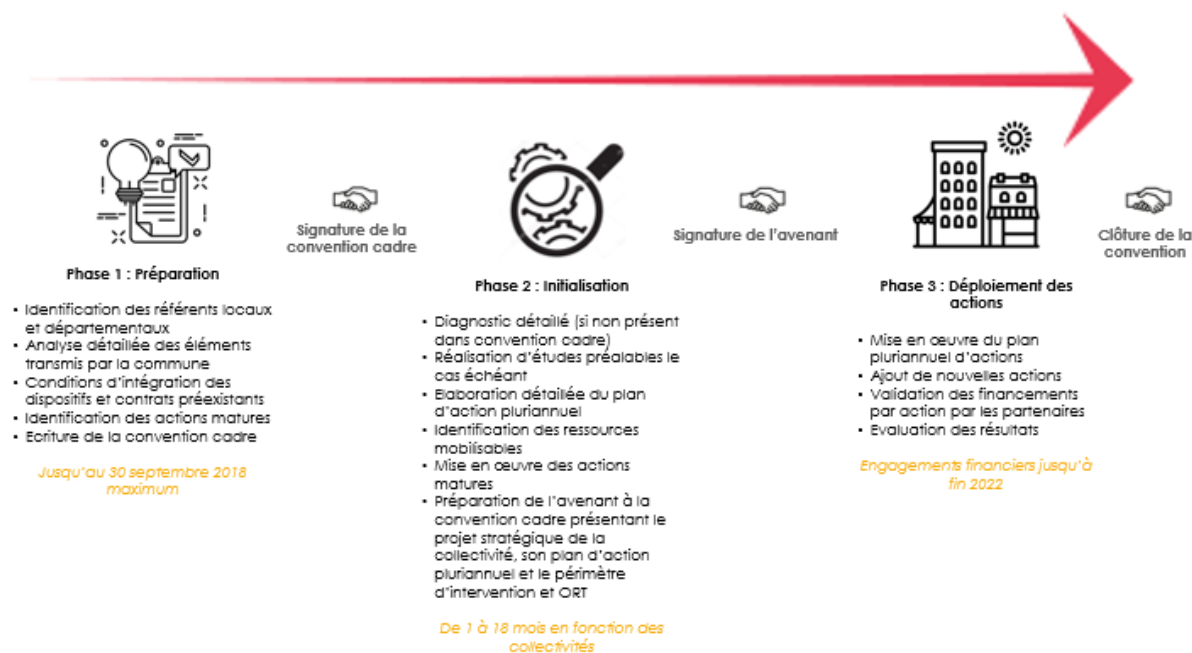 Phase 1 : Préparation
▪ Identification des référents locaux
et départementaux
▪ Analyse détaillée des éléments
transmis par la commune
▪ Conditions d'intégration des
dispositifs et contrats préexistants
▪ Identification des actions matures
▪ Ecriture de la convention cadre
Jusqu'au 30 septembre 2018
maximum
Signature de la
convention cadre
Phase 2 : Initialisation
▪ Diagnostic détaillé (si non présent
dans convention cadre)
▪ Réalisation d'études préalables le
cas échéant
▪ Elaboration détaillée du plan
d'action pluriannuel
▪ Identification des ressources
mobilisables
▪ Mise en œuvre des actions
matures
▪ Préparation de l'avenant à la
convention cadre présentant le
projet stratégique de la
collectivité, son plan d'action
pluriannuel et le périmètre
d'intervention et ORT
De 1 à 18 mois en fonction des
collectivités
Signature de l'avenant
Phase 3 : Déploiement des
actions
▪ Mise en œuvre du plan
pluriannuel d'actions
▪ Ajout de nouvelles actions
▪ Validation des financements
par action par les partenaires
▪ Evaluation des résultats
Engagements financiers jusqu'à
fin 2022
Clôture de la
convention